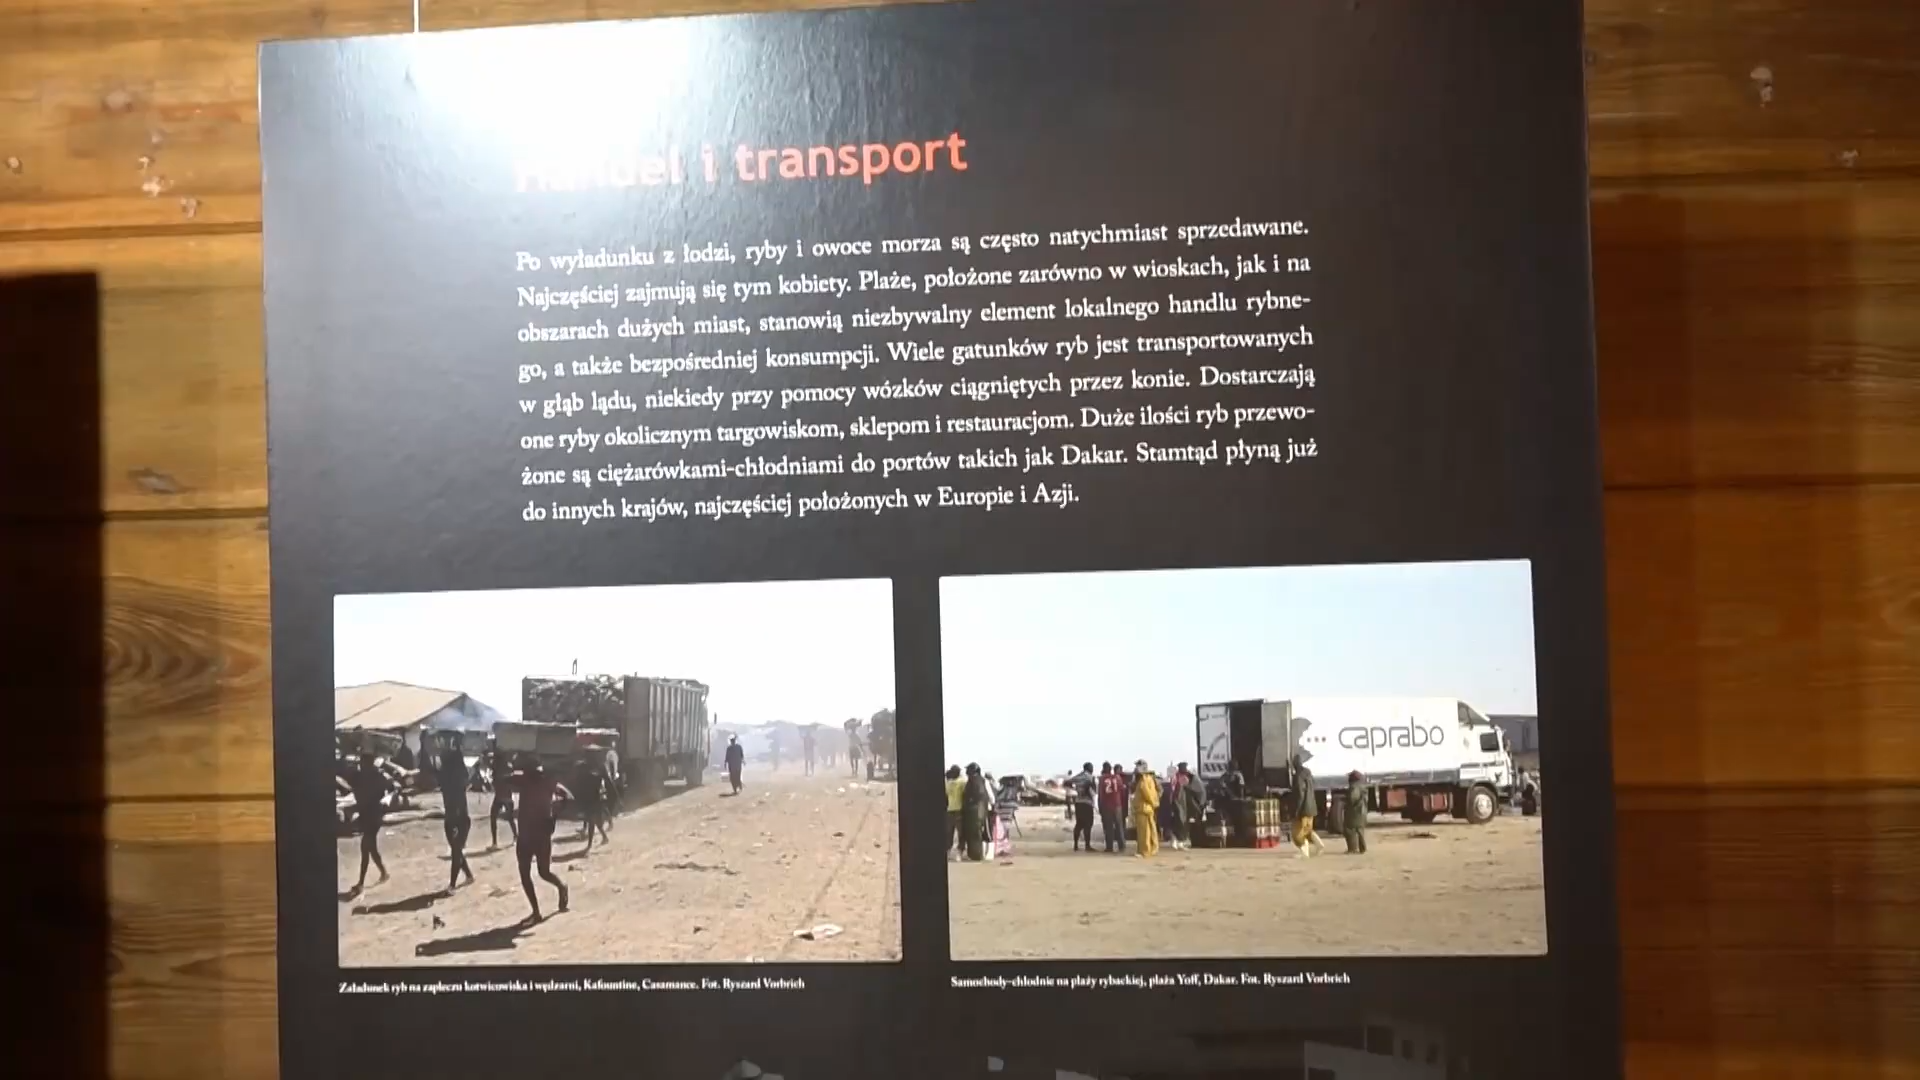 Handel i transport
Po wyładunku z łodzi, ryby i owoce morza są często natychmiast sprzedawane.
Najczęściej zajmują się tym kobiety. Plaże, położone zarówno w wioskach, jak i na
obszarach dużych miast, stanowią niezbywalny element lokalnego handlu rybne-
go, a także bezpośredniej konsumpcji. Wiele gatunków ryb jest transportowanych
w głąb lądu, niekiedy przy pomocy wózków ciągniętych przez konie. Dostarczają
one ryby okolicznym targowiskom, sklepom i restauracjom. Duże ilości ryb przewo-
żone są ciężarówkami-chłodniami do portów takich jak Dakar. Stamtąd płyną już
do innych krajów, najczęściej położonych w Europie i Azji.
caprabo
21
Załadunek ryb na zapleczu kotwicowiska i wędzarni, Kafountine, Casamance. Fot. Ryszard Vorbrich
Samochody-chłodnie na plaży rybackiej, plaża Yoff, Dakar. Fot. Ryszard Vorbrich